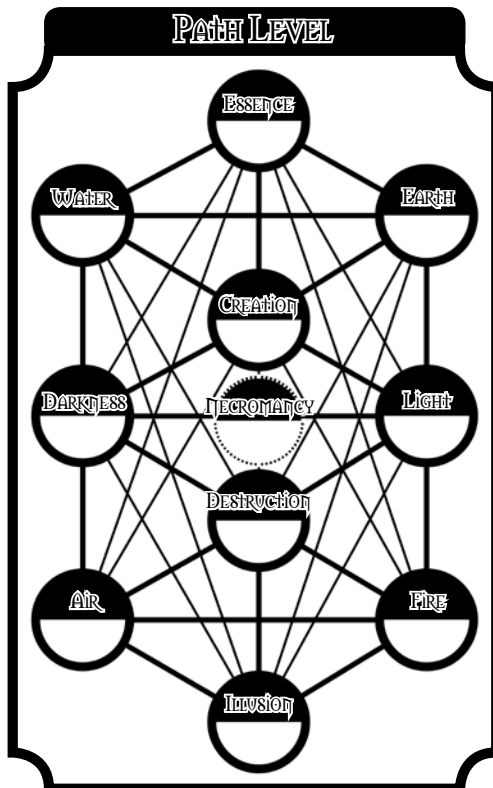 Path Level
Essence
Water
Earth
Creation
Darkness
Necromancy
Light
Destruction
Air
Fire
Illusion